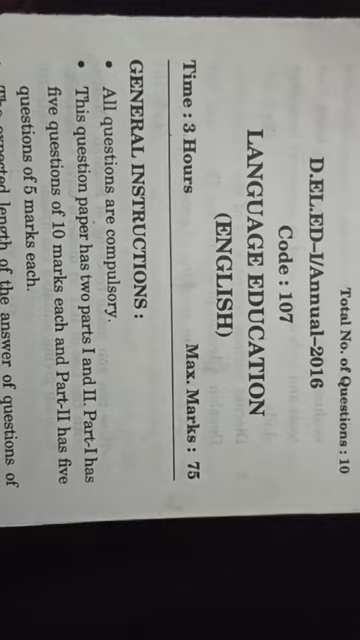 Total No. of Questions : 10
D.EL.ED–I/Annual–2016
Code : 107
LANGUAGE EDUCATION
(ENGLISH)
Time : 3 Hours Max. Marks : 75
GENERAL INSTRUCTIONS :
• All questions are compulsory.
• This question paper has two parts I and II. Part-I has
five questions of 10 marks each and Part-II has five
questions of 5 marks each.
The expected length of the answer of questions of